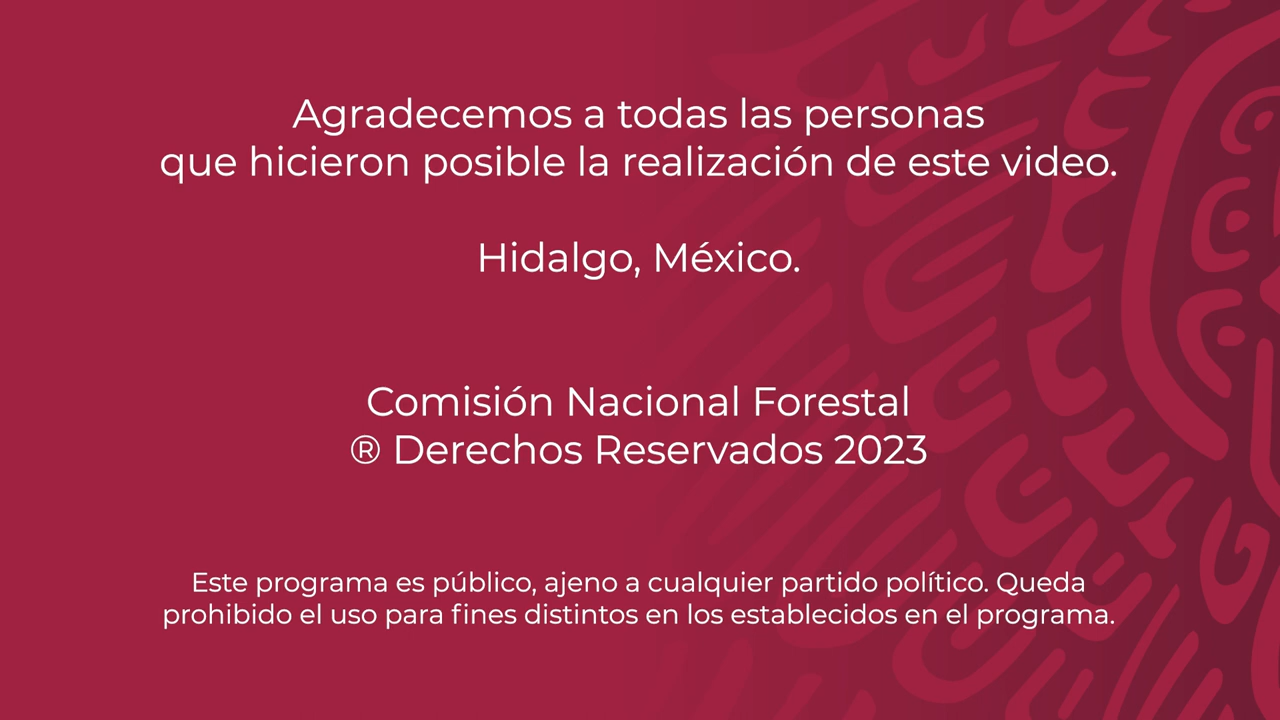 Agradecemos a todas las personas
que hicieron posible la realización de este video.
Hidalgo, México.
Comisión Nacional Forestal
® Derechos Reservados 2023
Este programa es público, ajeno a cualquier partido político. Queda
prohibido el uso para fines distintos en los establecidos en el programa.